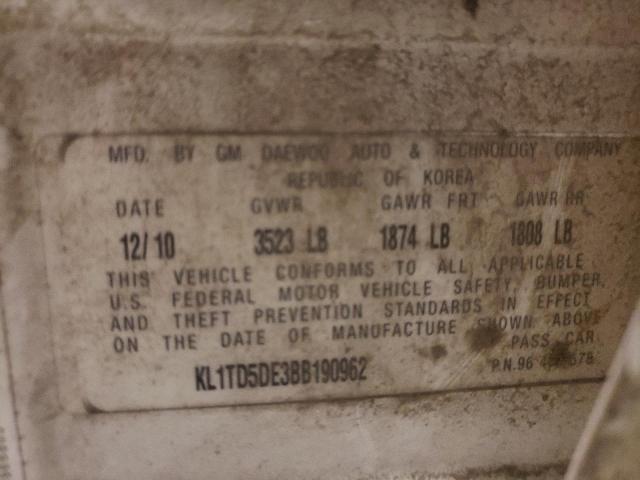 MFD. BY GM DAEWOO AUTO & TECHNOLOGY COMPANY
REPUBLIC OF KOREA
DATE GVWR GAWR FRT GAWR RR
12/10 3523 LB 1874 LB 1808 LB
THIS VEHICLE CONFORMS TO ALL APPLICABLE
U.S. FEDERAL MOTOR VEHICLE SAFETY, BUMPER,
AND THEFT PREVENTION STANDARDS IN EFFECT
ON THE DATE OF MANUFACTURE SHOWN ABOVE
PASS CAR
KL1TD5DE3BB190962 P.N.96